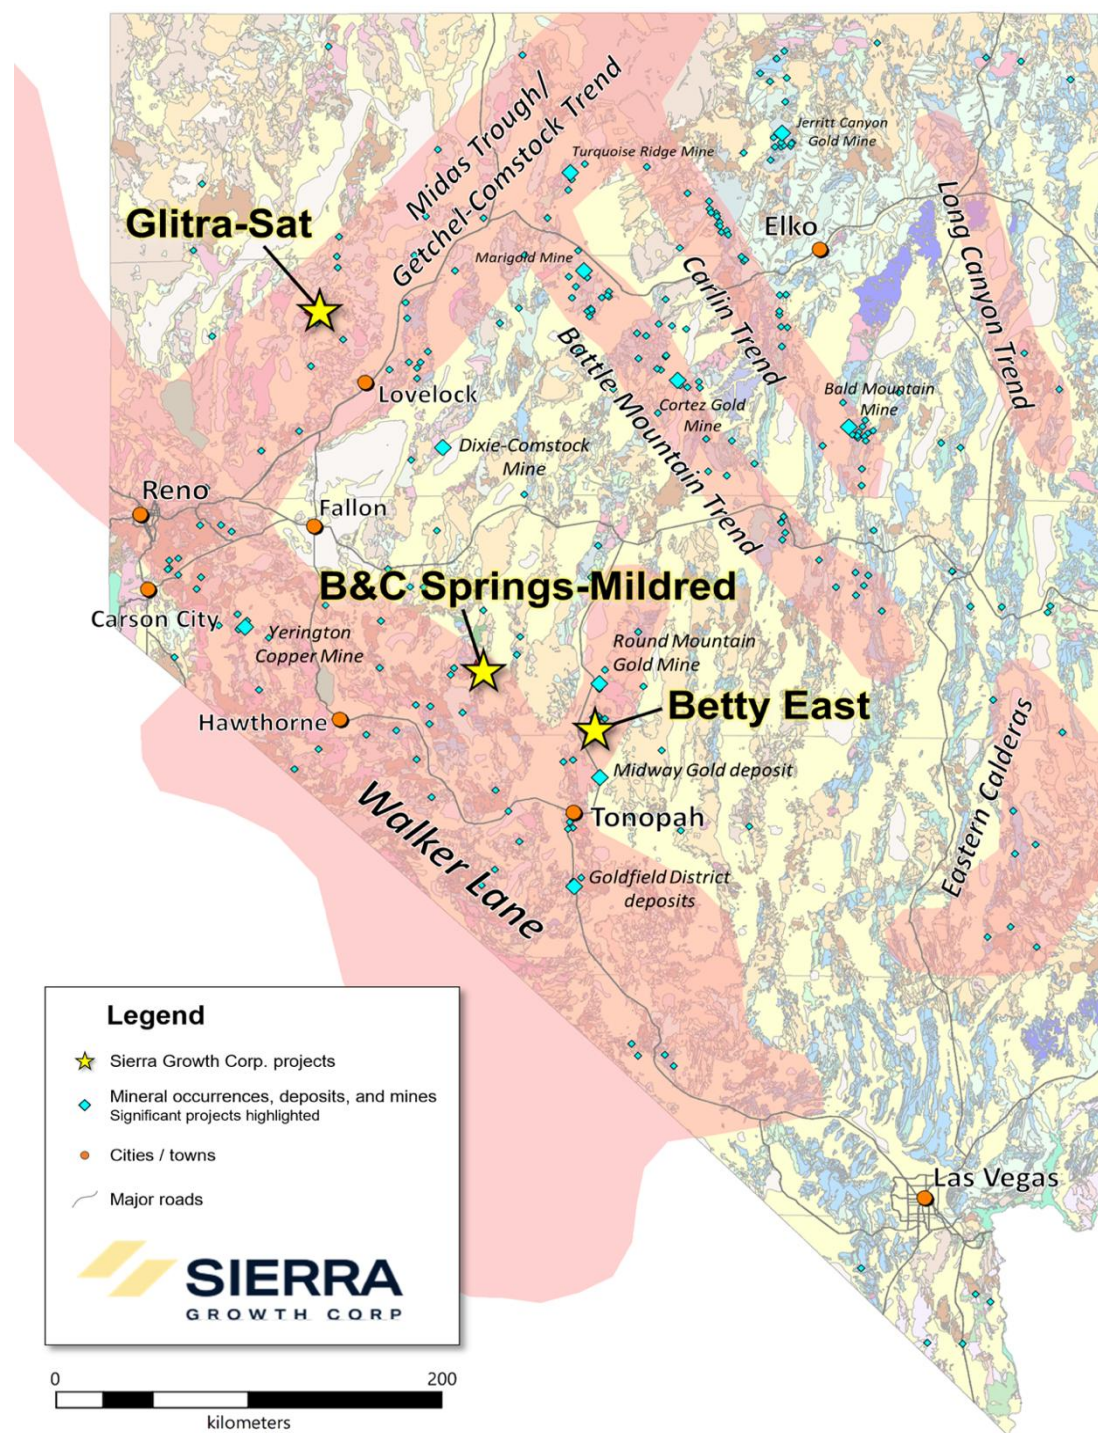 Midas Trough/
Getchel-Comstock Trend
Jerritt Canyon
Gold Mine
Turquoise Ridge Mine
Glitra-Sat
Elko
Long Canyon Trend
Marigold Mine
Carlin Trend
Battle Mountain Trend
Lovelock
Cortez Gold
Mine
Bald Mountain
Mine
Dixie-Comstock
Mine
Reno
Fallon
B&C Springs-Mildred
Carson City
Yerington
Copper Mine
Round Mountain
Gold Mine
Betty East
Hawthorne
Midway Gold deposit
Eastern Calderas
Walker Lane
Tonopah
Goldfield District
deposits
Las Vegas
Legend
Sierra Growth Corp. projects
Mineral occurrences, deposits, and mines
Significant projects highlighted
Cities / towns
Major roads
SIERRA
GROWTH CORP
0 200
kilometers